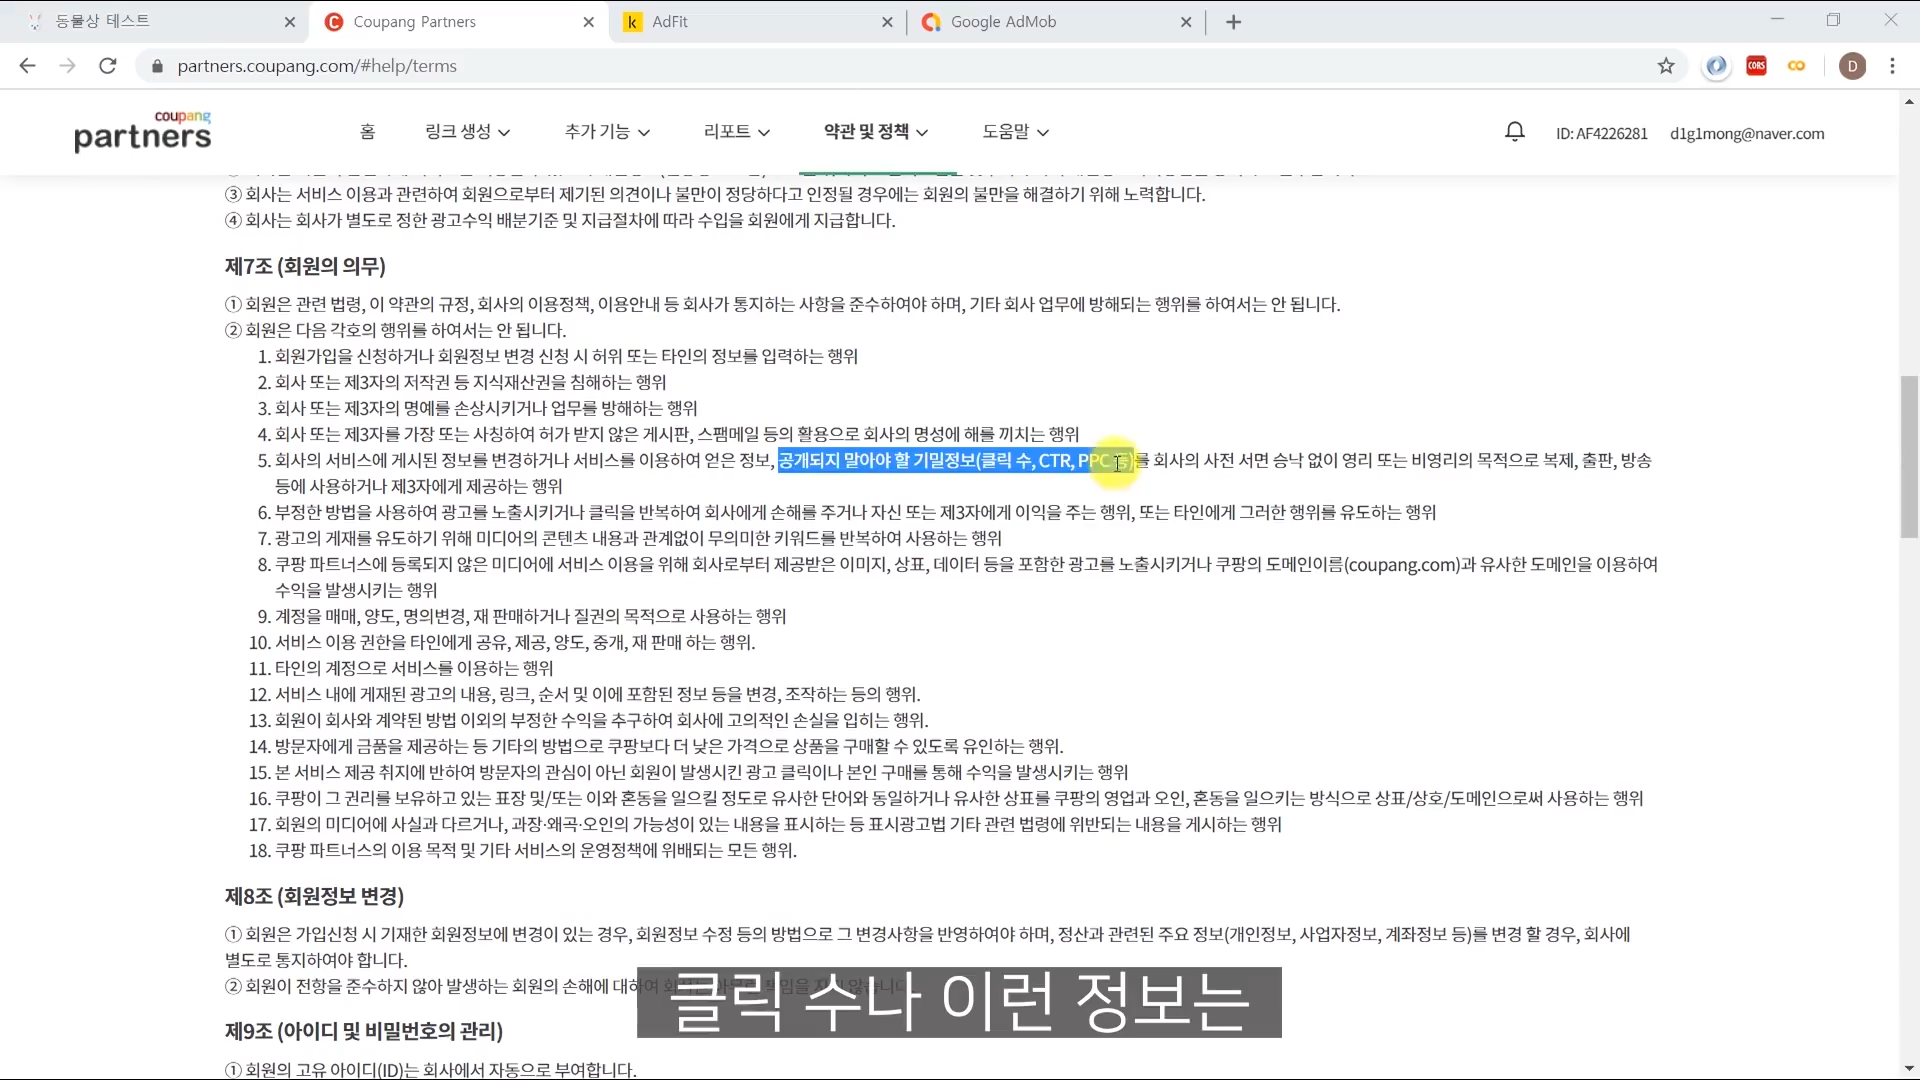 동물상 테스트
Coupang Partners
AdFit
Google AdMob
partners.coupang.com/#help/terms
CORS
D
coupang
partners
홈
링크 생성
추가 기능
리포트
약관 및 정책
도움말
ID: AF4226281
d1g1mong@naver.com
③ 회사는 서비스 이용과 관련하여 회원으로부터 제기된 의견이나 불만이 정당하다고 인정될 경우에는 회원의 불만을 해결하기 위해 노력합니다.
④ 회사는 회사가 별도로 정한 광고수익 배분기준 및 지급절차에 따라 수입을 회원에게 지급합니다.
제7조 (회원의 의무)
① 회원은 관련 법령, 이 약관의 규정, 회사의 이용정책, 이용안내 등 회사가 통지하는 사항을 준수하여야 하며, 기타 회사 업무에 방해되는 행위를 하여서는 안 됩니다.
② 회원은 다음 각호의 행위를 하여서는 안 됩니다.
1. 회원가입을 신청하거나 회원정보 변경 신청 시 허위 또는 타인의 정보를 입력하는 행위
2. 회사 또는 제3자의 저작권 등 지식재산권을 침해하는 행위
3. 회사 또는 제3자의 명예를 손상시키거나 업무를 방해하는 행위
4. 회사 또는 제3자를 가장 또는 사칭하여 허가 받지 않은 게시판, 스팸메일 등의 활용으로 회사의 명성에 해를 끼치는 행위
5. 회사의 서비스에 게시된 정보를 변경하거나 서비스를 이용하여 얻은 정보, 공개되지 말아야 할 기밀정보(클릭 수, CTR, PPC 등)를 회사의 사전 서면 승낙 없이 영리 또는 비영리의 목적으로 복제, 출판, 방송
등에 사용하거나 제3자에게 제공하는 행위
6. 부정한 방법을 사용하여 광고를 노출시키거나 클릭을 반복하여 회사에게 손해를 주거나 자신 또는 제3자에게 이익을 주는 행위, 또는 타인에게 그러한 행위를 유도하는 행위
7. 광고의 게재를 유도하기 위해 미디어의 콘텐츠 내용과 관계없이 무의미한 키워드를 반복하여 사용하는 행위
8. 쿠팡 파트너스에 등록되지 않은 미디어에 서비스 이용을 위해 회사로부터 제공받은 이미지, 상표, 데이터 등을 포함한 광고를 노출시키거나 쿠팡의 도메인이름(coupang.com)과 유사한 도메인을 이용하여
수익을 발생시키는 행위
9. 계정을 매매, 양도, 명의변경, 재 판매하거나 질권의 목적으로 사용하는 행위
10. 서비스 이용 권한을 타인에게 공유, 제공, 양도, 중개, 재 판매 하는 행위.
11. 타인의 계정으로 서비스를 이용하는 행위
12. 서비스 내에 게재된 광고의 내용, 링크, 순서 및 이에 포함된 정보 등을 변경, 조작하는 등의 행위.
13. 회원이 회사와 계약된 방법 이외의 부정한 수익을 추구하여 회사에 고의적인 손실을 입히는 행위.
14. 방문자에게 금품을 제공하는 등 기타의 방법으로 쿠팡보다 더 낮은 가격으로 상품을 구매할 수 있도록 유인하는 행위.
15. 본 서비스 제공 취지에 반하여 방문자의 관심이 아닌 회원이 발생시킨 광고 클릭이나 본인 구매를 통해 수익을 발생시키는 행위
16. 쿠팡이 그 권리를 보유하고 있는 표장 및/또는 이와 혼동을 일으킬 정도로 유사한 단어와 동일하거나 유사한 상표를 쿠팡의 영업과 오인, 혼동을 일으키는 방식으로 상표/상호/도메인으로써 사용하는 행위
17. 회원의 미디어에 사실과 다르거나, 과장·왜곡·오인의 가능성이 있는 내용을 표시하는 등 표시광고법 기타 관련 법령에 위반되는 내용을 게시하는 행위
18. 쿠팡 파트너스의 이용 목적 및 기타 서비스의 운영정책에 위배되는 모든 행위.
제8조 (회원정보 변경)
① 회원은 가입신청 시 기재한 회원정보에 변경이 있는 경우, 회원정보 수정 등의 방법으로 그 변경사항을 반영하여야 하며, 정산과 관련된 주요 정보(개인정보, 사업자정보, 계좌정보 등)를 변경 할 경우, 회사에
별도로 통지하여야 합니다.
② 회원이 전항을 준수하지 않아 발생하는 회원의 손해에 대하여
클릭 수나 이런 정보는
제9조 (아이디 및 비밀번호의 관리)
① 회원의 고유 아이디(ID)는 회사에서 자동으로 부여합니다.